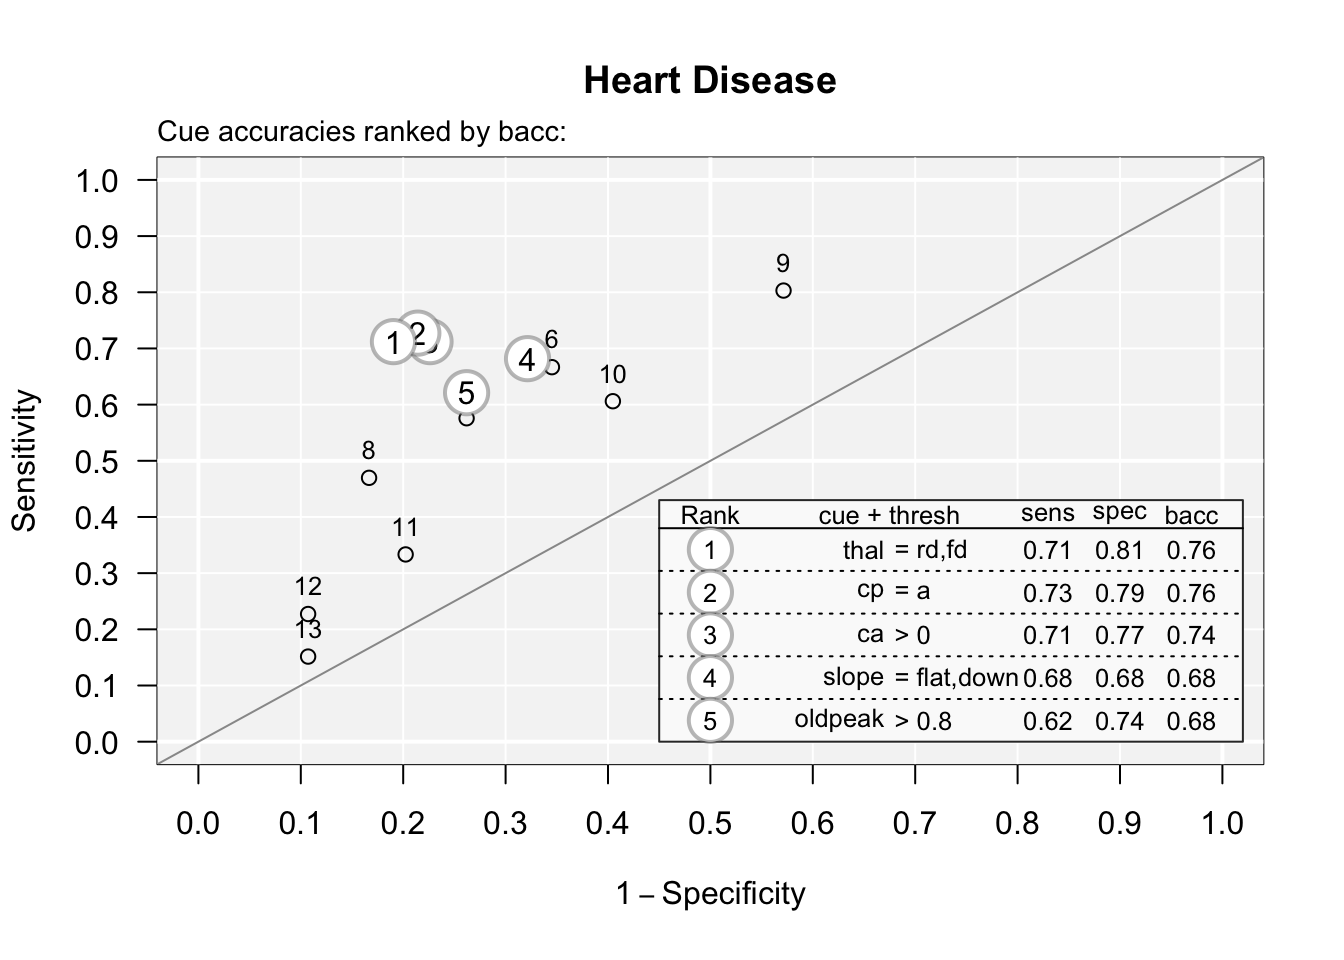 Heart Disease
Cue accuracies ranked by bacc:
1.0
0.9
0.8
0.7
0.6
0.5
0.4
0.3
0.2
0.1
0.0
Sensitivity
9
1 2
4 6
10
5
8
11
12
13
Rank cue + thresh sens spec bacc
1 thal = rd,fd 0.71 0.81 0.76
2 cp = a 0.73 0.79 0.76
3 ca > 0 0.71 0.77 0.74
4 slope = flat,down 0.68 0.68 0.68
5 oldpeak > 0.8 0.62 0.74 0.68
0.0 0.1 0.2 0.3 0.4 0.5 0.6 0.7 0.8 0.9 1.0
1 – Specificity